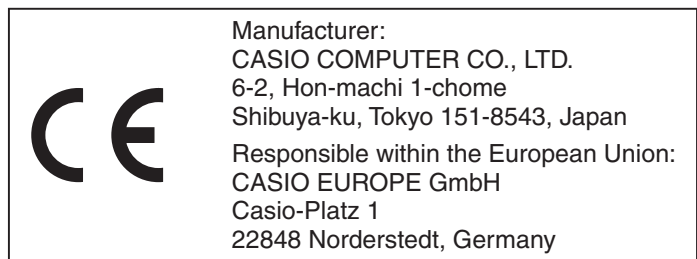 CE
Manufacturer:
CASIO COMPUTER CO., LTD.
6-2, Hon-machi 1-chome
Shibuya-ku, Tokyo 151-8543, Japan
Responsible within the European Union:
CASIO EUROPE GmbH
Casio-Platz 1
22848 Norderstedt, Germany